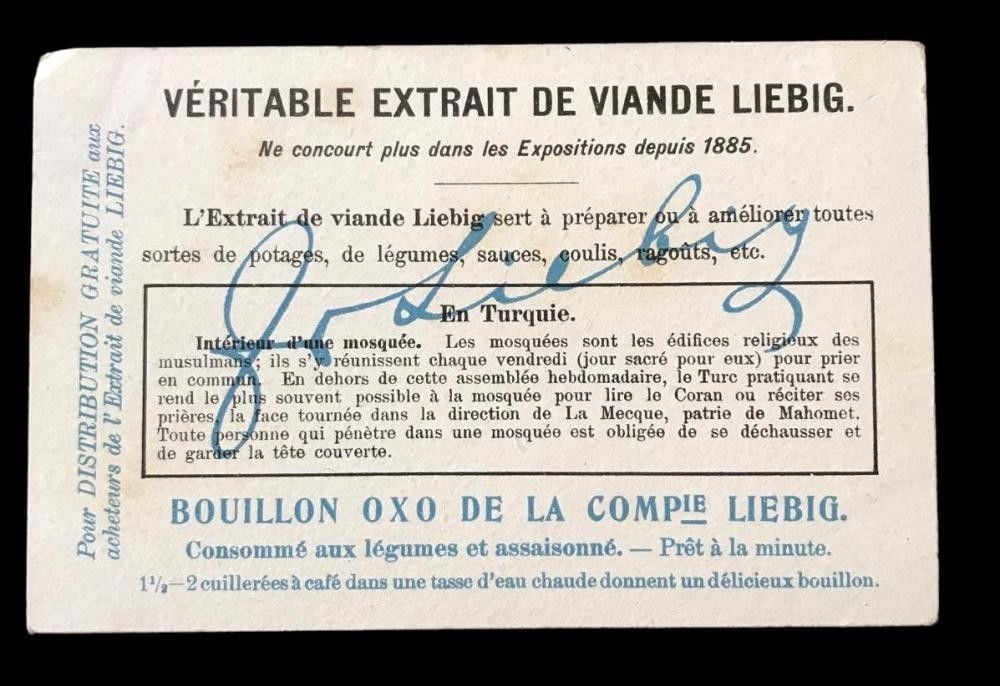 VÉRITABLE EXTRAIT DE VIANDE LIEBIG.
Ne concourt plus dans les Expositions depuis 1885.
L'Extrait de viande Liebig sert à préparer ou à améliorer toutes
sortes de potages, de légumes, sauces, coulis, ragoûts, etc.
J v Liebig
En Turquie.
Intérieur d'une mosquée. Les mosquées sont les édifices religieux des
musulmans; ils s'y réunissent chaque vendredi (jour sacré pour eux) pour prier
en commun. En dehors de cette assemblée hebdomadaire, le Turc pratiquant se
rend le plus souvent possible à la mosquée pour lire le Coran ou réciter ses
prières, la face tournée dans la direction de La Mecque, patrie de Mahomet.
Toute personne qui pénètre dans une mosquée est obligée de se déchausser et
de garder la tête couverte.
BOUILLON OXO DE LA COMPIE LIEBIG.
Consommé aux légumes et assaisonné. — Prêt à la minute.
1½—2 cuillerées à café dans une tasse d'eau chaude donnent un délicieux bouillon.
Pour DISTRIBUTION GRATUITE aux
acheteurs de l'Extrait de viande LIEBIG.